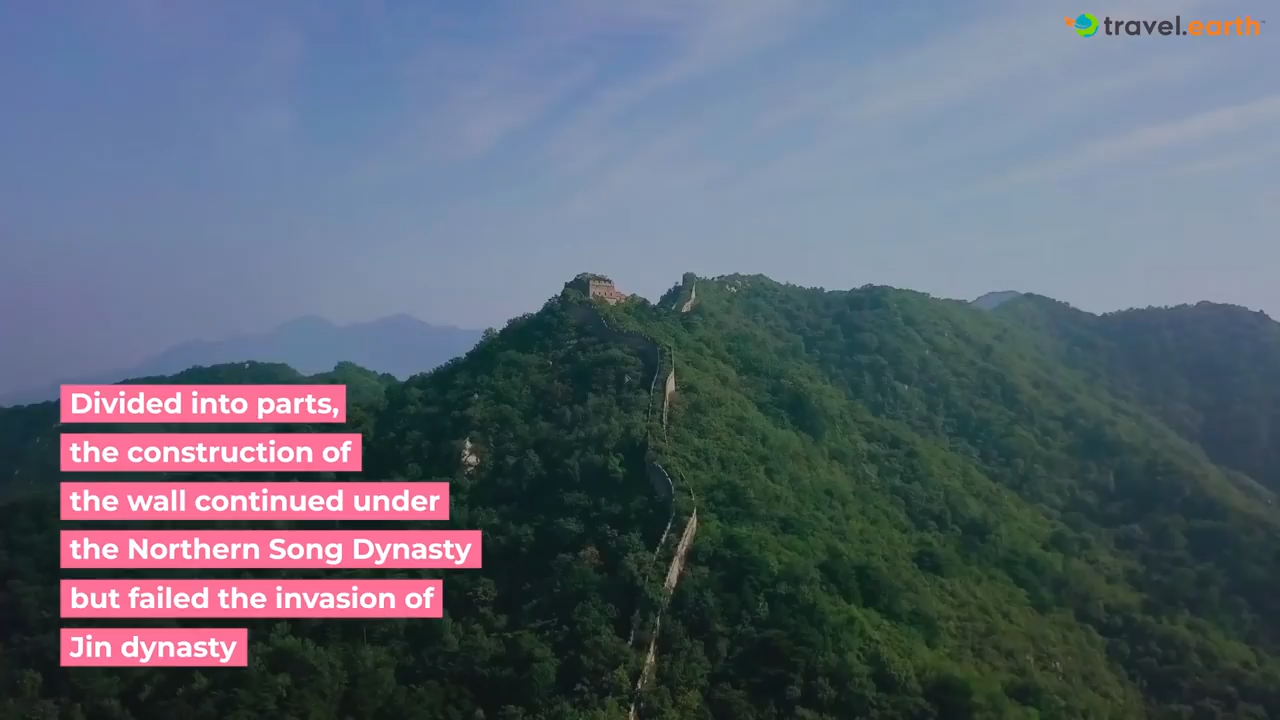 travel.earth
Divided into parts,
the construction of
the wall continued under
the Northern Song Dynasty
but failed the invasion of
Jin dynasty